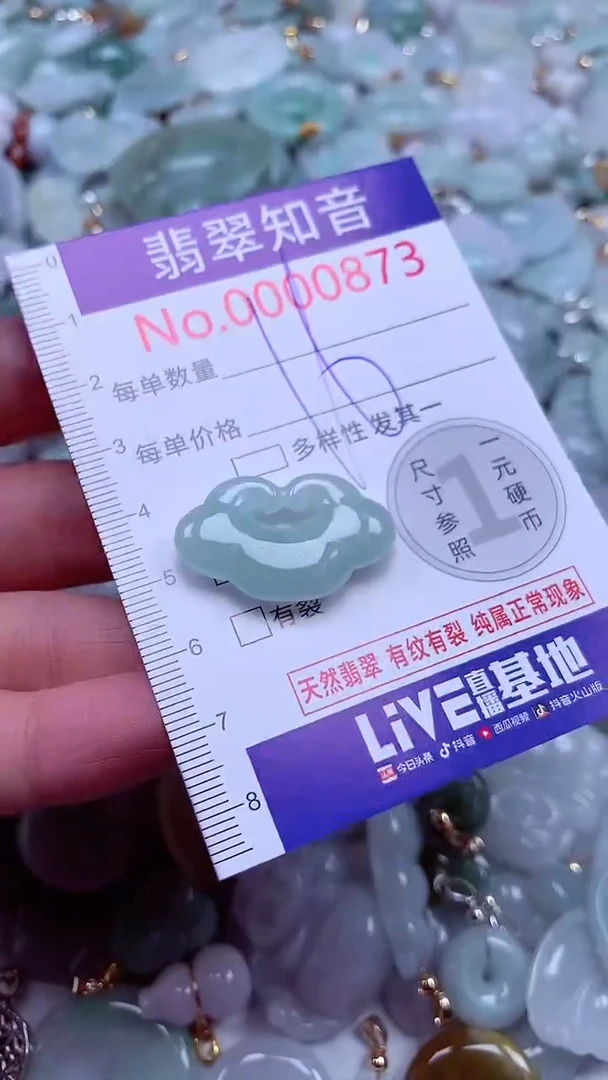 翡翠知音
No.0000873
每单数量
每单价格
16
多样性 发其一
有裂
尺寸参照
1
一元硬币
天然翡翠 有纹有裂 纯属正常现象
LiVE直播基地
今日头条 抖音 西瓜视频 抖音火山版
0
1
2
3
4
5
6
7
8